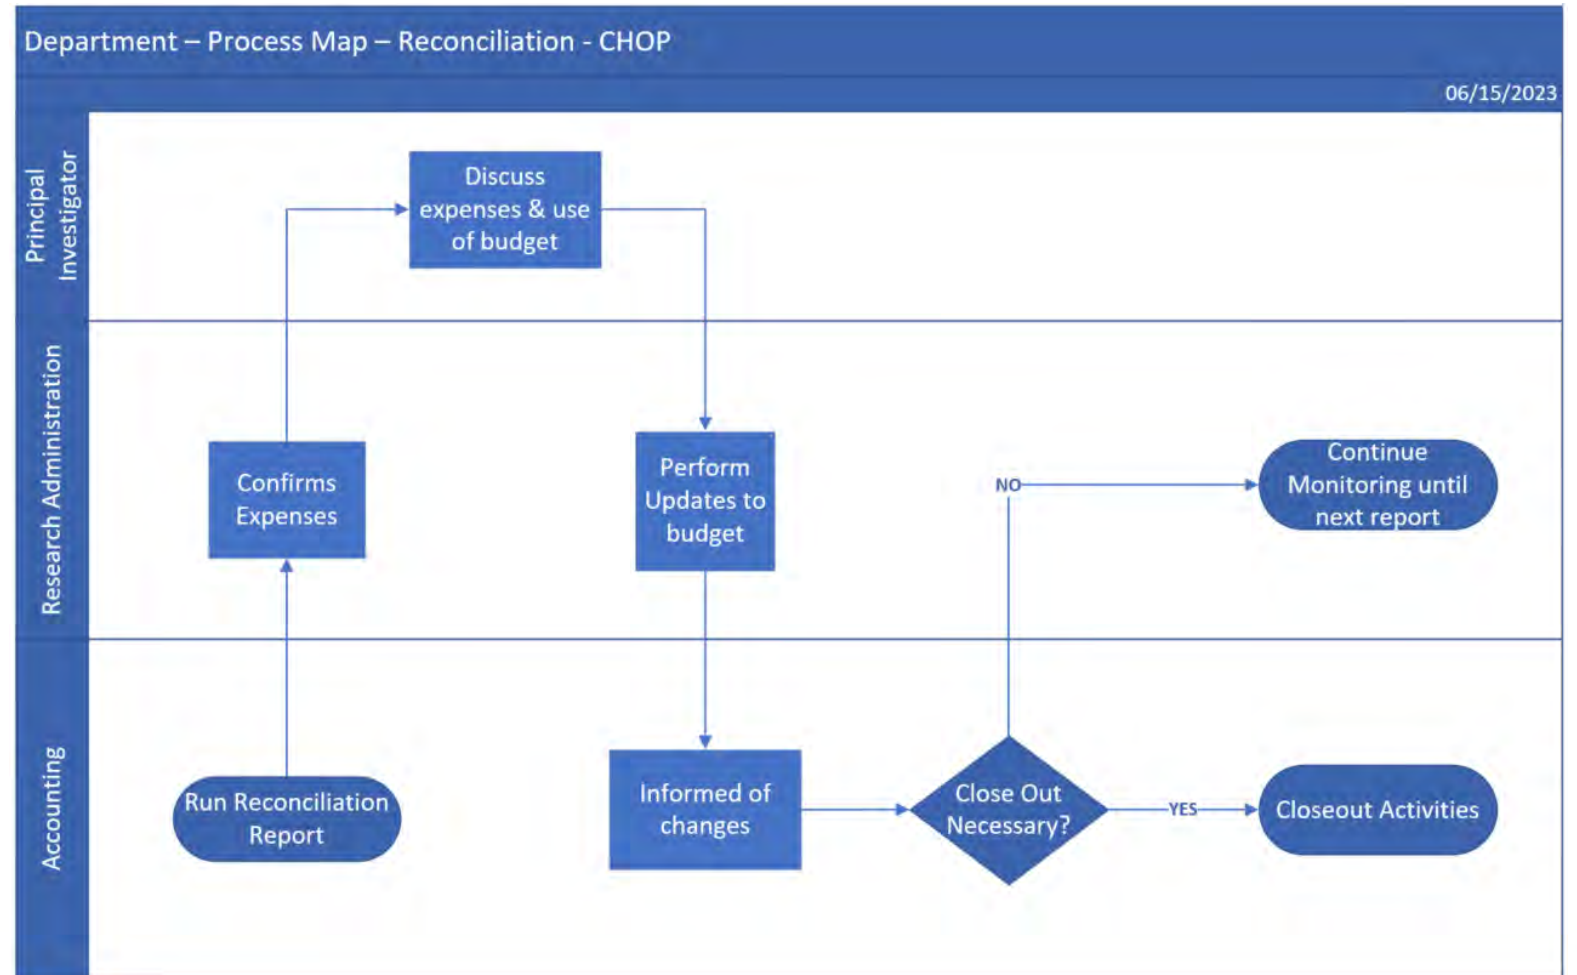 Department – Process Map – Reconciliation - CHOP
06/15/2023
Principal
Investigator
Discuss
expenses & use
of budget
Research Administration
Confirms
Expenses
Perform
Updates to
budget
NO
Continue
Monitoring until
next report
Accounting
Run Reconciliation
Report
Informed of
changes
Close Out
Necessary?
YES
Closeout Activities